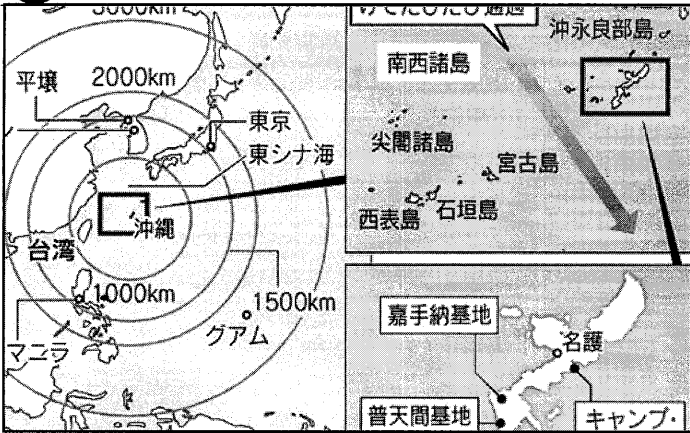 3000km
2000km
平壌
東京
東シナ海
沖縄
台湾
1000km
1500km
グアム
マニラ
南西諸島
沖永良部島
尖閣諸島
宮古島
石垣島
西表島
嘉手納基地
名護
普天間基地
キャンプ・